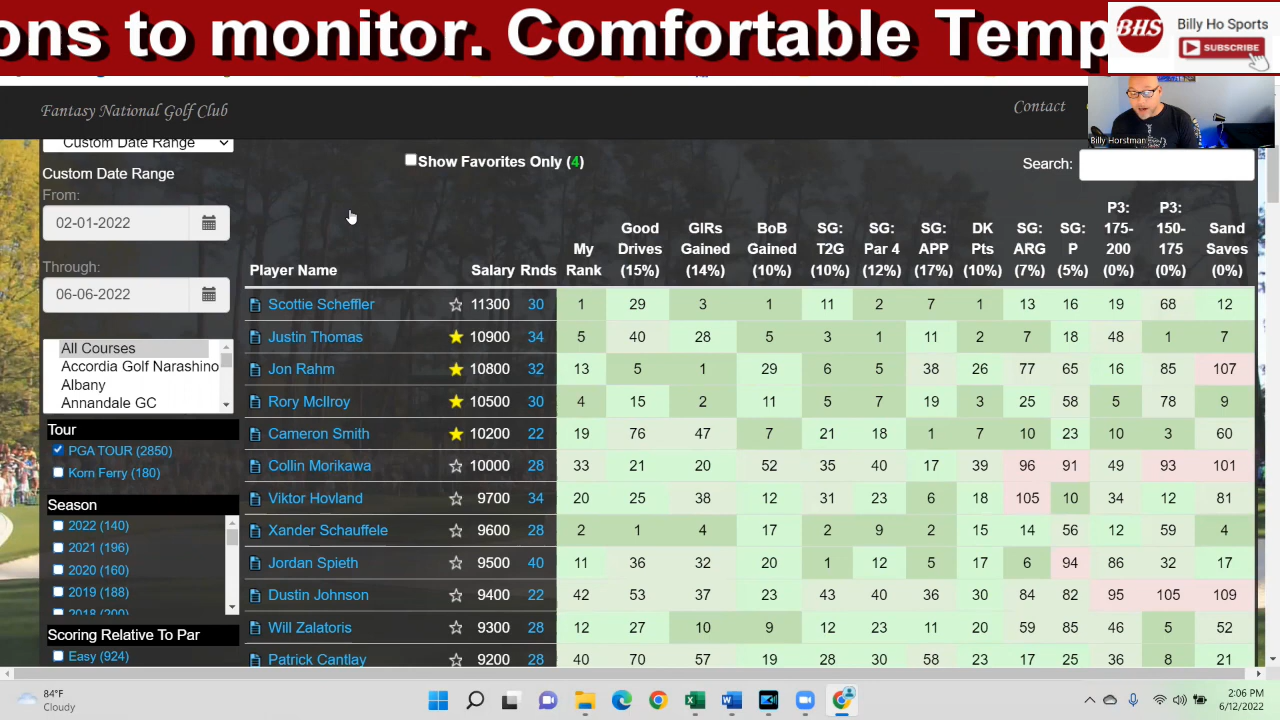 ons to monitor. Comfortable Temp
BHS
Billy Ho Sports
SUBSCRIBE
Fantasy National Golf Club
Contact
Billy Horstman
Custom Date Range
Show Favorites Only (4)
Search:
Custom Date Range
From:
02-01-2022
Through:
06-06-2022
All Courses
Accordia Golf Narashino
Albany
Annandale GC
Tour
PGA TOUR (2850)
Korn Ferry (180)
Season
2022 (140)
2021 (196)
2020 (160)
2019 (188)
2018 (200)
Scoring Relative To Par
Easy (924)
Player Name Salary Rnds My Rank Good Drives (15%) GIRs Gained (14%) BoB Gained (10%) SG: T2G (10%) SG: Par 4 (12%) SG: APP (17%) DK Pts (10%) SG: ARG (7%) SG: P (5%) P3: 175-200 (0%) P3: 150-175 (0%) Sand Saves (0%)
Scottie Scheffler 11300 30 1 29 3 1 11 2 7 1 13 16 19 68 12
Justin Thomas 10900 34 5 40 28 5 3 1 11 2 7 18 48 1 7
Jon Rahm 10800 32 13 5 1 29 6 5 38 26 77 65 16 85 107
Rory McIlroy 10500 30 4 15 2 11 2 7 19 3 25 58 5 78 9
Cameron Smith 10200 22 19 76 47 7 21 18 1 7 10 23 10 3 60
Collin Morikawa 10000 28 33 21 20 52 35 40 17 39 96 91 49 93 101
Viktor Hovland 9700 34 20 25 38 12 31 23 6 18 105 10 34 12 81
Xander Schauffele 9600 28 2 1 4 17 2 9 2 15 14 56 12 59 4
Jordan Spieth 9500 40 11 36 32 20 1 12 5 17 6 94 86 32 17
Dustin Johnson 9400 22 42 53 37 23 43 40 36 30 84 82 95 105 109
Will Zalatoris 9300 28 12 27 10 9 12 23 11 20 59 85 46 5 52
Patrick Cantlay 9200 28 40 70 57 19 28 30 58 23 17 25 36 8 21
84°F
Cloudy
2:06 PM
6/12/2022